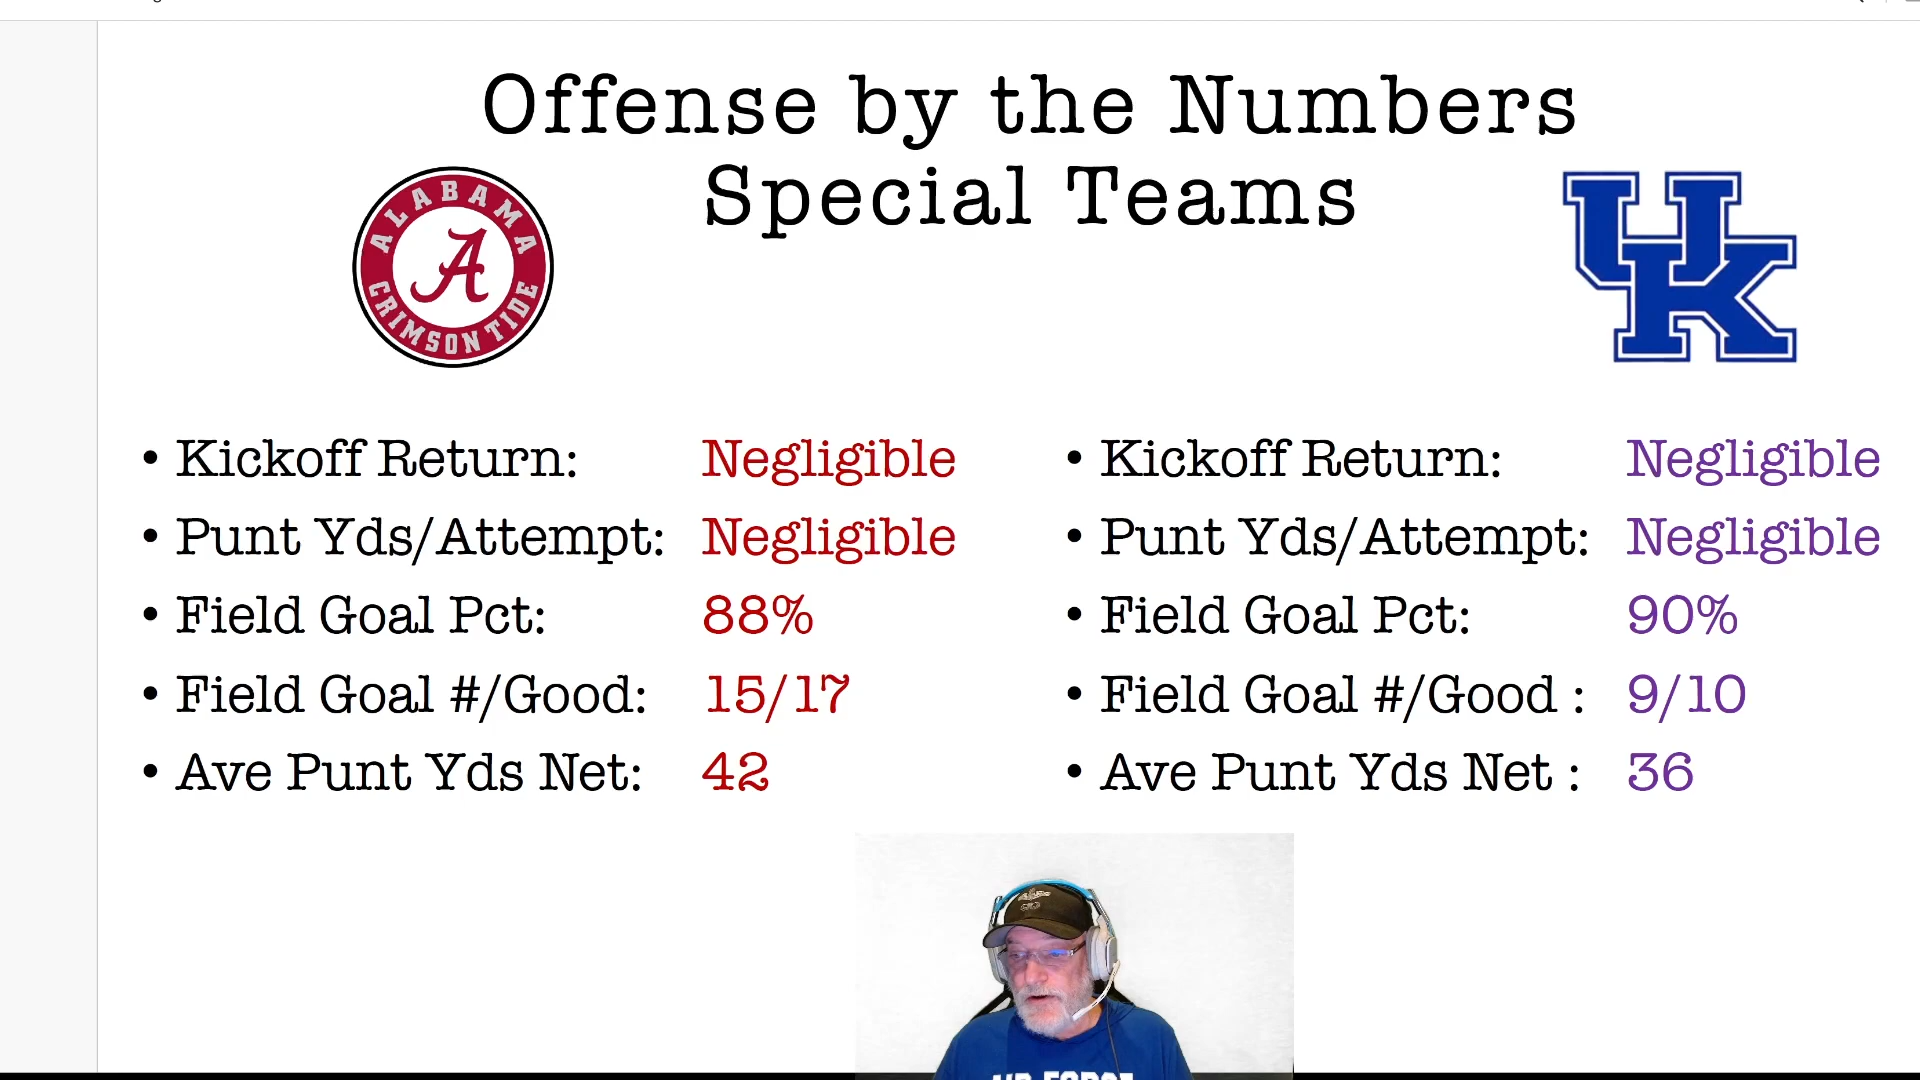 Offense by the Numbers
Special Teams
ALABAMA
A
CRIMSON TIDE
UK
• Kickoff Return: Negligible
• Punt Yds/Attempt: Negligible
• Field Goal Pct: 88%
• Field Goal #/Good: 15/17
• Ave Punt Yds Net: 42
• Kickoff Return: Negligible
• Punt Yds/Attempt: Negligible
• Field Goal Pct: 90%
• Field Goal #/Good : 9/10
• Ave Punt Yds Net : 36